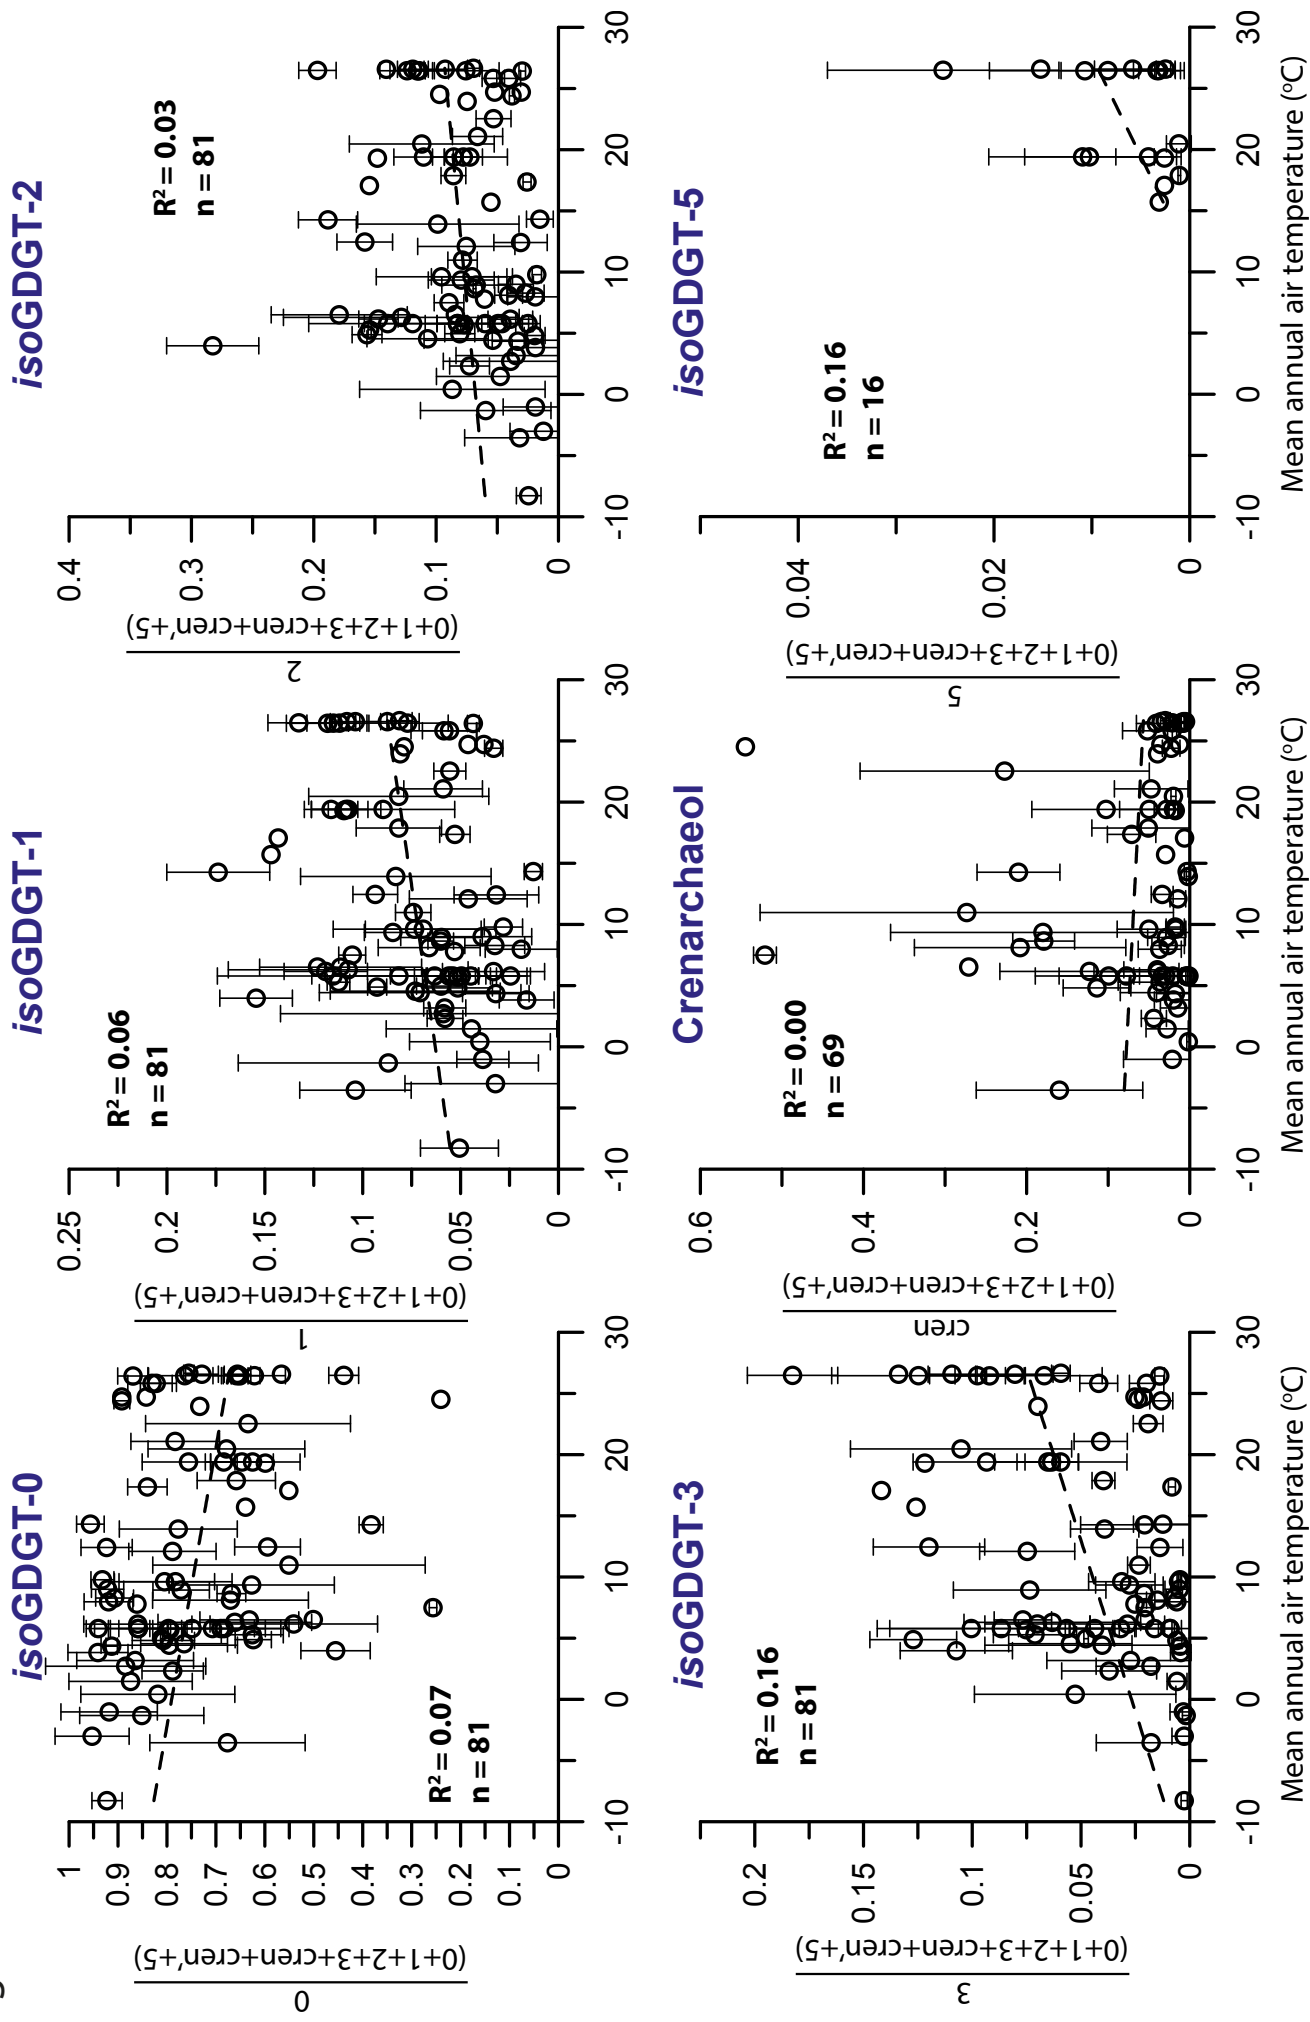 isoGDGT-0
0
(0+1+2+3+cren+cren'+5)
1
0.9
0.8
0.7
0.6
0.5
0.4
0.3
0.2
0.1
0
R² = 0.07
n = 81
-10 0 10 20 30
isoGDGT-1
1
(0+1+2+3+cren+cren'+5)
0.25
0.2
0.15
0.1
0.05
0
R² = 0.06
n = 81
-10 0 10 20 30
isoGDGT-2
2
(0+1+2+3+cren+cren'+5)
0.4
0.3
0.2
0.1
0
R² = 0.03
n = 81
-10 0 10 20 30
isoGDGT-3
3
(0+1+2+3+cren+cren'+5)
0.2
0.15
0.1
0.05
0
R² = 0.16
n = 81
-10 0 10 20 30
Mean annual air temperature (ºC)
Crenarchaeol
cren
(0+1+2+3+cren+cren'+5)
0.6
0.4
0.2
0
R² = 0.00
n = 69
-10 0 10 20 30
Mean annual air temperature (ºC)
isoGDGT-5
5
(0+1+2+3+cren+cren'+5)
0.04
0.02
0
R² = 0.16
n = 16
-10 0 10 20 30
Mean annual air temperature (ºC)